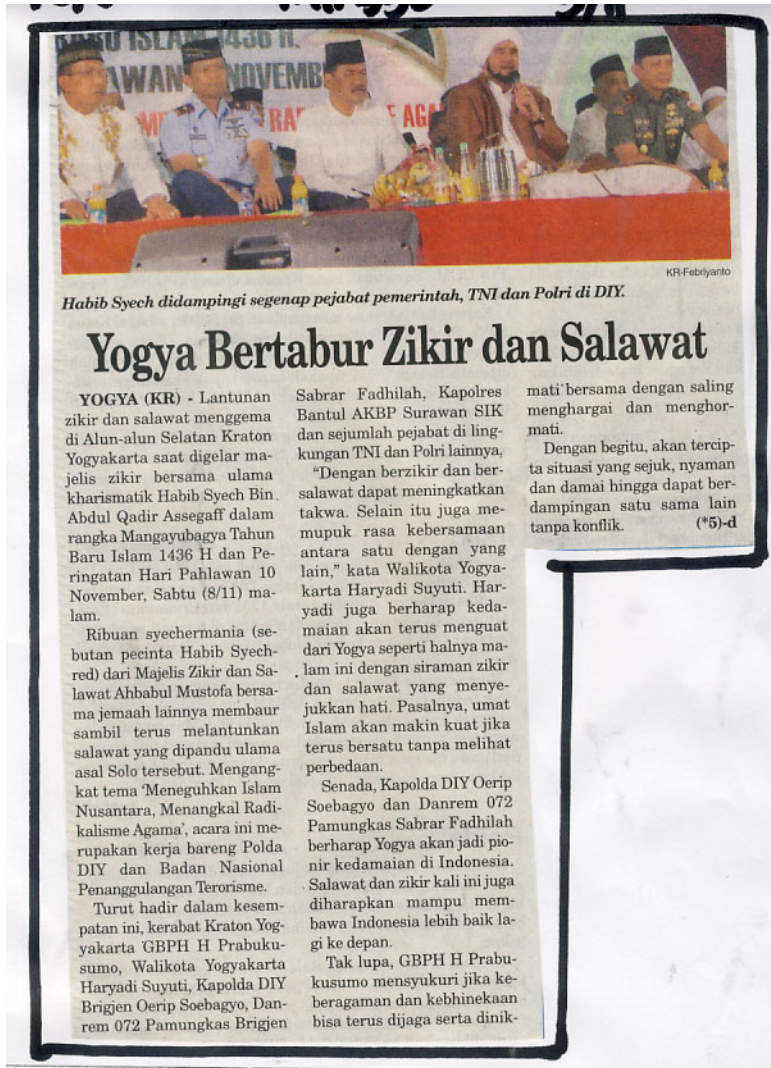 BARU ISLAM 1436 H.
NOVEMB
KR-Febriyanto
Habib Syech didampingi segenap pejabat pemerintah, TNI dan Polri di DIY.
Yogya Bertabur Zikir dan Salawat
YOGYA (KR) - Lantunan
zikir dan salawat menggema
di Alun-alun Selatan Kraton
Yogyakarta saat digelar ma-
jelis zikir bersama ulama
kharismatik Habib Syech Bin
Abdul Qadir Assegaff dalam
rangka Mangayubagya Tahun
Baru Islam 1436 H dan Pe-
ringatan Hari Pahlawan 10
November, Sabtu (8/11) ma-
lam.
Ribuan syechermania (se-
butan pecinta Habib Syech-
red) dari Majelis Zikir dan Sa-
lawat Ahbabul Mustofa bersa-
ma jemaah lainnya membaur
sambil terus melantunkan
salawat yang dipandu ulama
asal Solo tersebut. Mengang-
kat tema 'Meneguhkan Islam
Nusantara, Menangkal Radi-
kalisme Agama', acara ini me-
rupakan kerja bareng Polda
DIY dan Badan Nasional
Penanggulangan Terorisme.
Turut hadir dalam kesem-
patan ini, kerabat Kraton Yog-
yakarta GBPH H Prabuku-
sumo, Walikota Yogyakarta
Haryadi Suyuti, Kapolda DIY
Brigjen Oerip Soebagyo, Dan-
rem 072 Pamungkas Brigjen
Sabrar Fadhilah, Kapolres
Bantul AKBP Surawan SIK
dan sejumlah pejabat di ling-
kungan TNI dan Polri lainnya,
"Dengan berzikir dan ber-
salawat dapat meningkatkan
takwa. Selain itu juga me-
mupuk rasa kebersamaan
antara satu dengan yang
lain," kata Walikota Yogya-
karta Haryadi Suyuti. Har-
yadi juga berharap keda-
maian akan terus menguat
dari Yogya seperti halnya ma-
lam ini dengan siraman zikir
dan salawat yang menye-
jukkan hati. Pasalnya, umat
Islam akan makin kuat jika
terus bersatu tanpa melihat
perbedaan.
Senada, Kapolda DIY Oerip
Soebagyo dan Danrem 072
Pamungkas Sabrar Fadhilah
berharap Yogya akan jadi pio-
nir kedamaian di Indonesia.
Salawat dan zikir kali ini juga
diharapkan mampu mem-
bawa Indonesia lebih baik la-
gi ke depan.
Tak lupa, GBPH H Prabu-
kusumo mensyukuri jika ke-
beragaman dan kebhinekaan
bisa terus dijaga serta dinik-
mati bersama dengan saling
menghargai dan menghor-
mati.
Dengan begitu, akan tercip-
ta situasi yang sejuk, nyaman
dan damai hingga dapat ber-
dampingan satu sama lain
tanpa konflik. (*5)-d